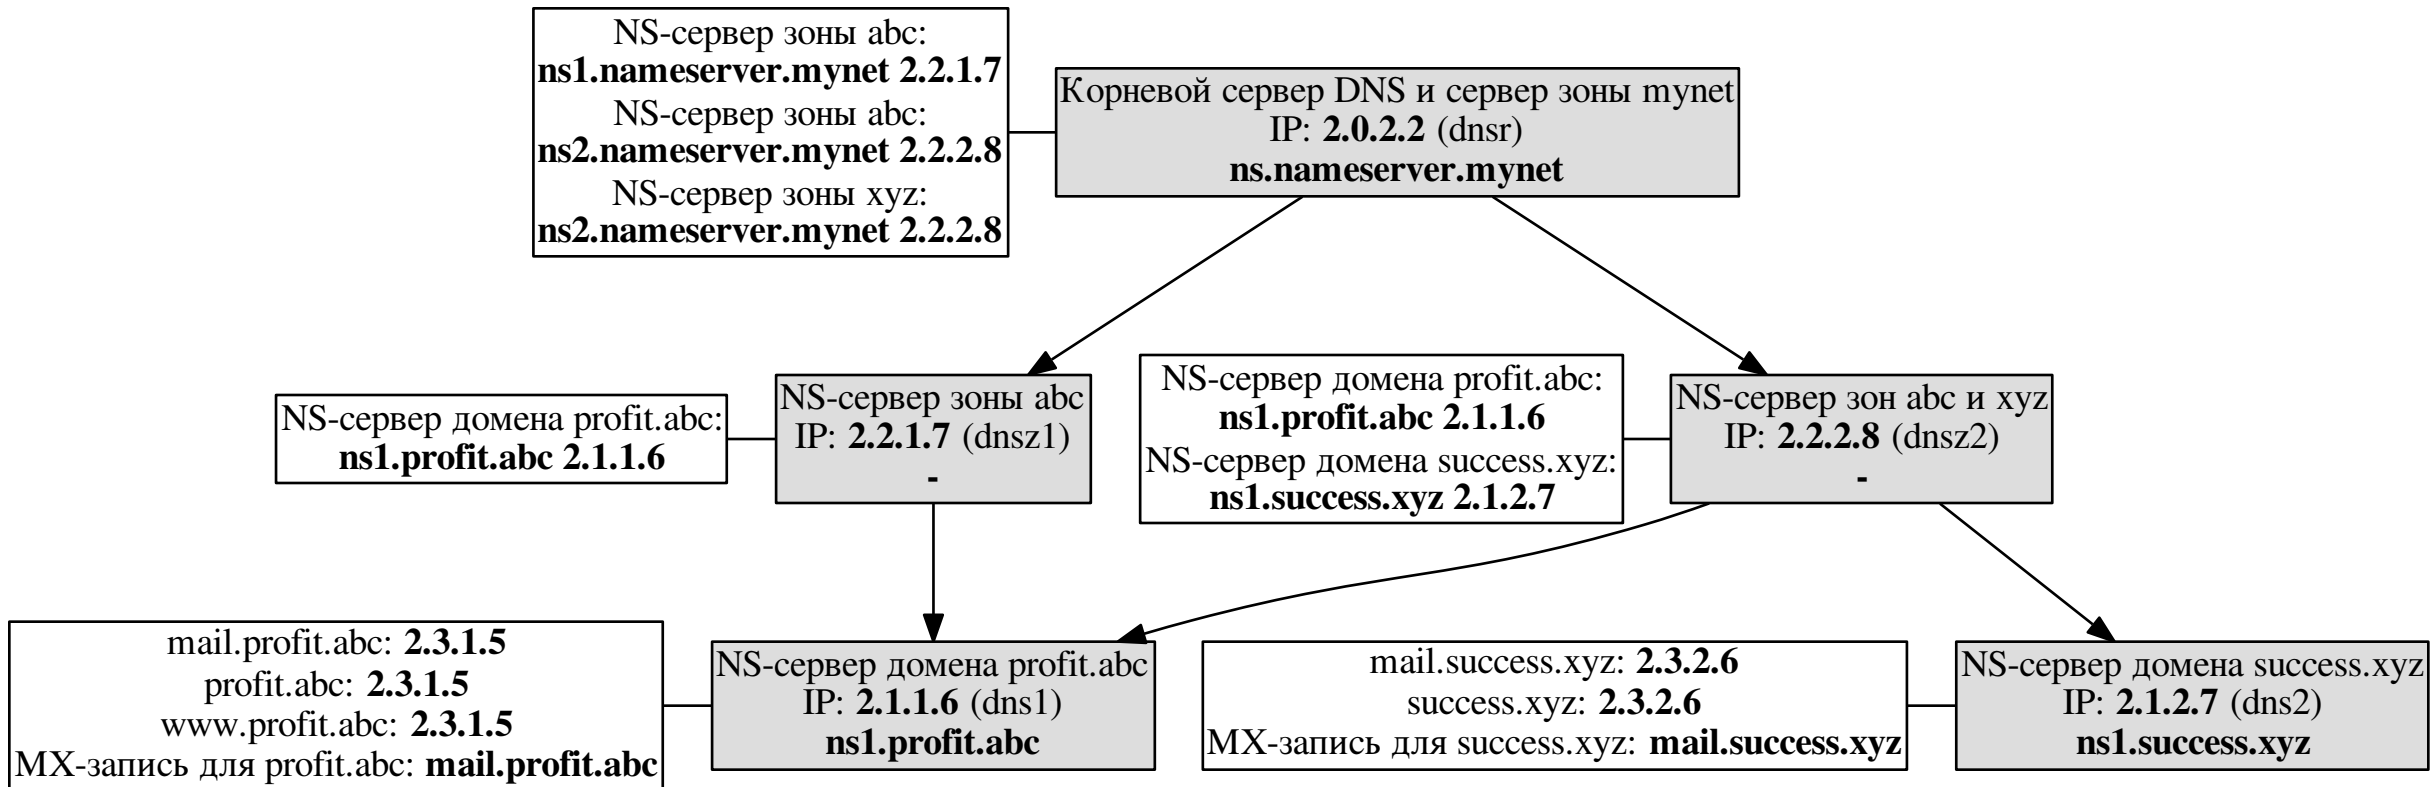 NS-сервер зоны abc:
ns1.nameserver.mynet 2.2.1.7
NS-сервер зоны abc:
ns2.nameserver.mynet 2.2.2.8
NS-сервер зоны xyz:
ns2.nameserver.mynet 2.2.2.8
Корневой сервер DNS и сервер зоны mynet
IP: 2.0.2.2 (dnsr)
ns.nameserver.mynet
NS-сервер домена profit.abc:
ns1.profit.abc 2.1.1.6
NS-сервер зоны abc
IP: 2.2.1.7 (dnsz1)
-
NS-сервер домена profit.abc:
ns1.profit.abc 2.1.1.6
NS-сервер домена success.xyz:
ns1.success.xyz 2.1.2.7
NS-сервер зон abc и xyz
IP: 2.2.2.8 (dnsz2)
-
mail.profit.abc: 2.3.1.5
profit.abc: 2.3.1.5
www.profit.abc: 2.3.1.5
MX-запись для profit.abc: mail.profit.abc
NS-сервер домена profit.abc
IP: 2.1.1.6 (dns1)
ns1.profit.abc
mail.success.xyz: 2.3.2.6
success.xyz: 2.3.2.6
MX-запись для success.xyz: mail.success.xyz
NS-сервер домена success.xyz
IP: 2.1.2.7 (dns2)
ns1.success.xyz